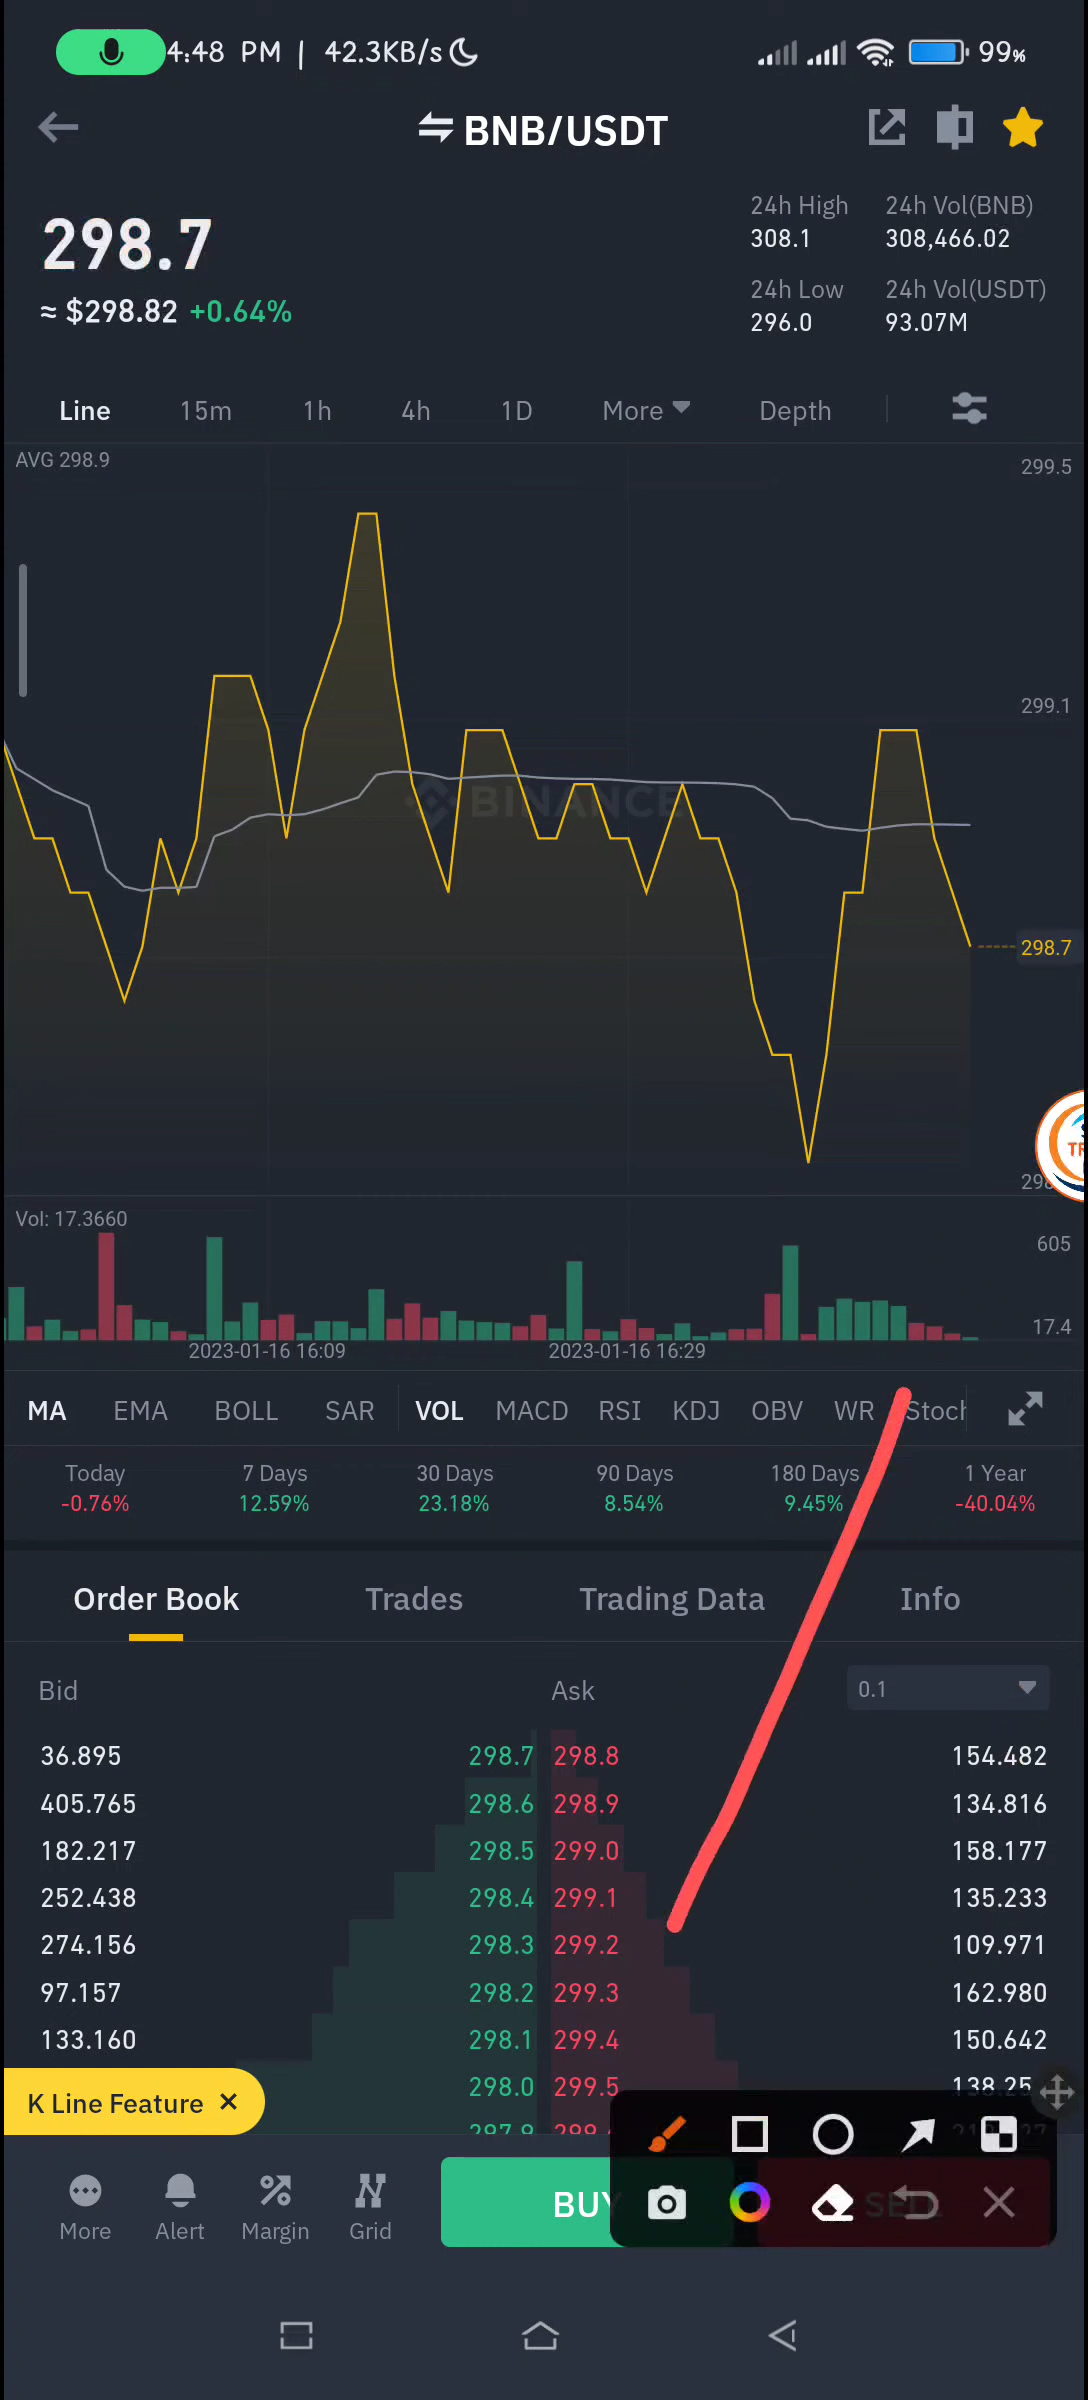 4:48 PM | 42.3KB/s 99%
BNB/USDT
298.7
≈ $298.82 +0.64%
24h High 24h Vol(BNB)
308.1 308,466.02
24h Low 24h Vol(USDT)
296.0 93.07M
Line 15m 1h 4h 1D More Depth
AVG 298.9
299.5
299.1
BINANCE
298.7
Vol: 17.3660
605
17.4
2023-01-16 16:09 2023-01-16 16:29
MA EMA BOLL SAR VOL MACD RSI KDJ OBV WR
Today 7 Days 30 Days 90 Days 180 Days 1 Year
-0.76% 12.59% 23.18% 8.54% 9.45% -40.04%
Order Book Trades Trading Data Info
Bid Ask 0.1
36.895 298.7 298.8 154.482
405.765 298.6 298.9 134.816
182.217 298.5 299.0 158.177
252.438 298.4 299.1 135.233
274.156 298.3 299.2 109.971
97.157 298.2 299.3 162.980
133.160 298.1 299.4 150.642
298.0 299.5 138.25
K Line Feature ×
297.9
More Alert Margin Grid
BUY SELL